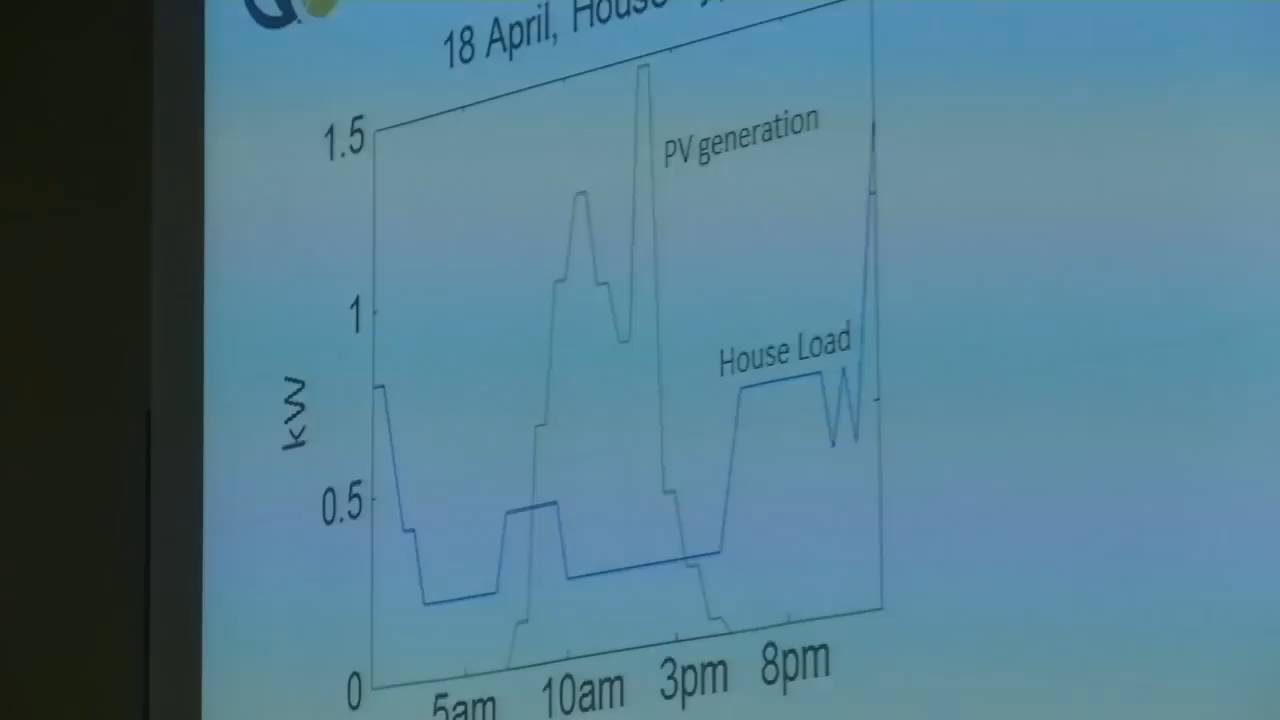 18 April, House
1.5
PV generation
1
House Load
kW
0.5
0
5am 10am 3pm 8pm